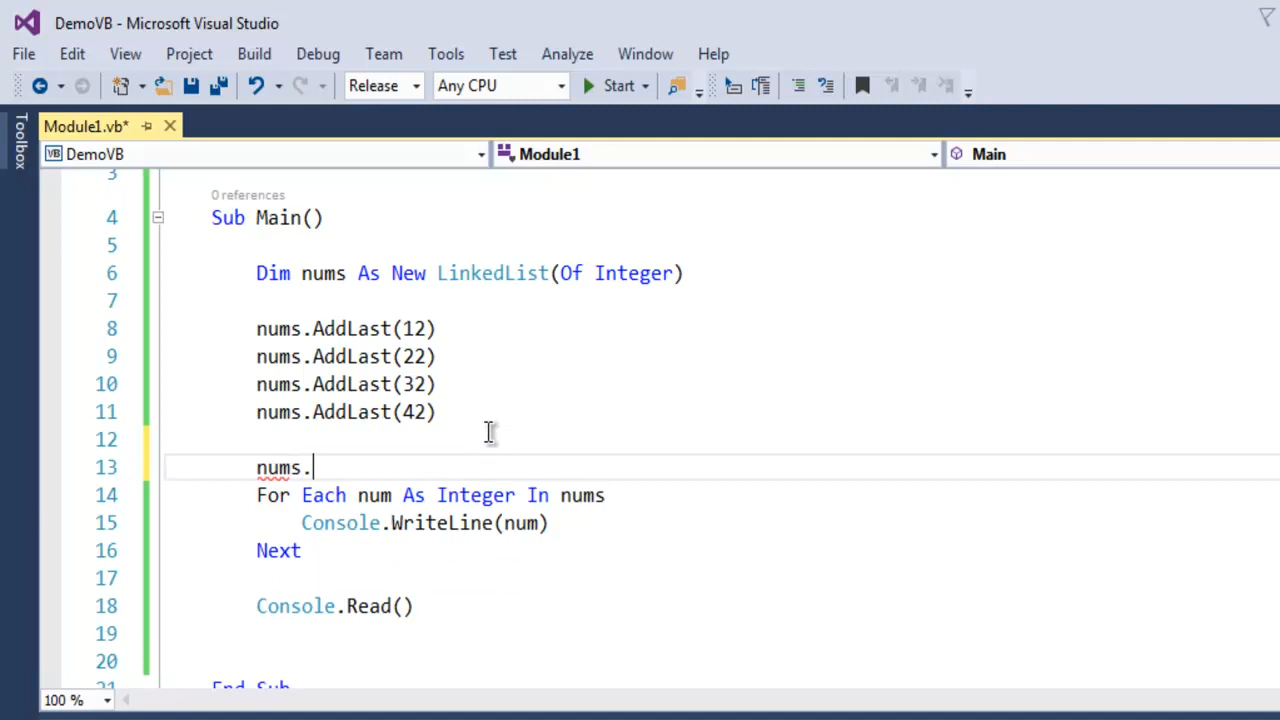 DemoVB - Microsoft Visual Studio
File Edit View Project Build Debug Team Tools Test Analyze Window Help
Release Any CPU Start
Toolbox
Module1.vb*
VB DemoVB Module1 Main
3
0 references
4 Sub Main()
5
6 Dim nums As New LinkedList(Of Integer)
7
8 nums.AddLast(12)
9 nums.AddLast(22)
10 nums.AddLast(32)
11 nums.AddLast(42)
12
13 nums.
14 For Each num As Integer In nums
15 Console.WriteLine(num)
16 Next
17
18 Console.Read()
19
20
21 End Sub
100 %